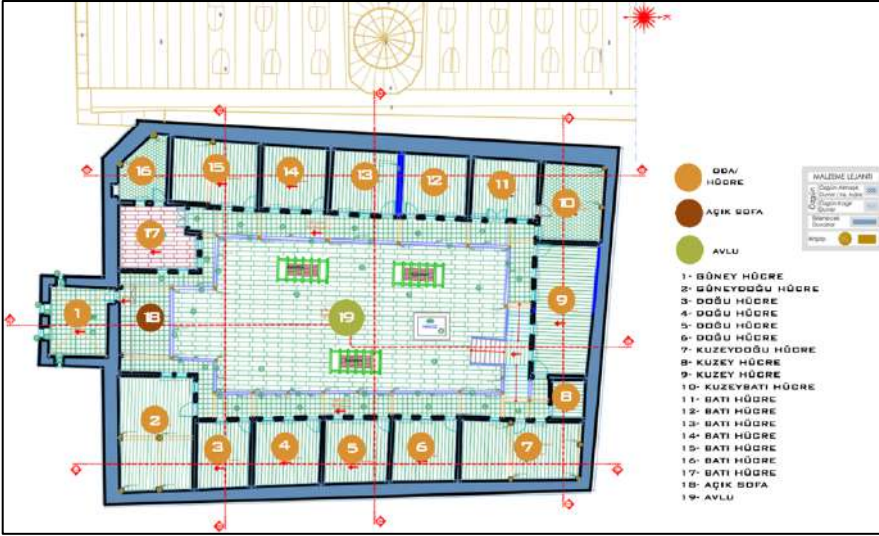 16
15
14
13
12
11
10
17
1
18
19
9
8
2
3
4
5
6
7
ODA/
HÜCRE
AÇIK SOFA
AVLU
1- GÜNEY HÜCRE
2- GÜNEYDOĞU HÜCRE
3- DOĞU HÜCRE
4- DOĞU HÜCRE
5- DOĞU HÜCRE
6- DOĞU HÜCRE
7- KUZEYDOĞU HÜCRE
8- KUZEY HÜCRE
9- KUZEY HÜCRE
10- KUZEYBATI HÜCRE
11- BATI HÜCRE
12- BATI HÜCRE
13- BATI HÜCRE
14- BATI HÜCRE
15- BATI HÜCRE
16- BATI HÜCRE
17- BATI HÜCRE
18- AÇIK SOFA
19- AVLU
MALZEME LEJANTI
Özgün